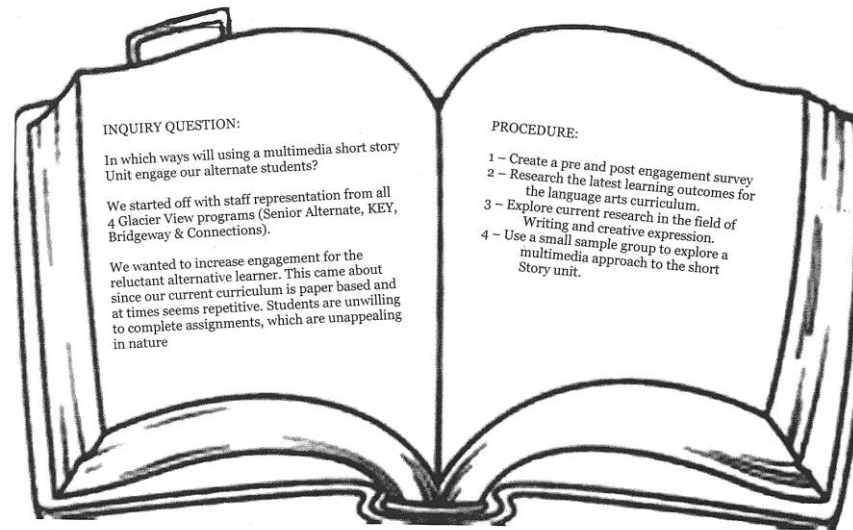 INQUIRY QUESTION:
In which ways will using a multimedia short story
Unit engage our alternate students?
We started off with staff representation from all
4 Glacier View programs (Senior Alternate, KEY,
Bridgeway & Connections).
We wanted to increase engagement for the
reluctant alternative learner. This came about
since our current curriculum is paper based and
at times seems repetitive. Students are unwilling
to complete assignments, which are unappealing
in nature
PROCEDURE:
1 – Create a pre and post engagement survey
2 – Research the latest learning outcomes for
the language arts curriculum.
3 – Explore current research in the field of
Writing and creative expression.
4 – Use a small sample group to explore a
multimedia approach to the short
Story unit.